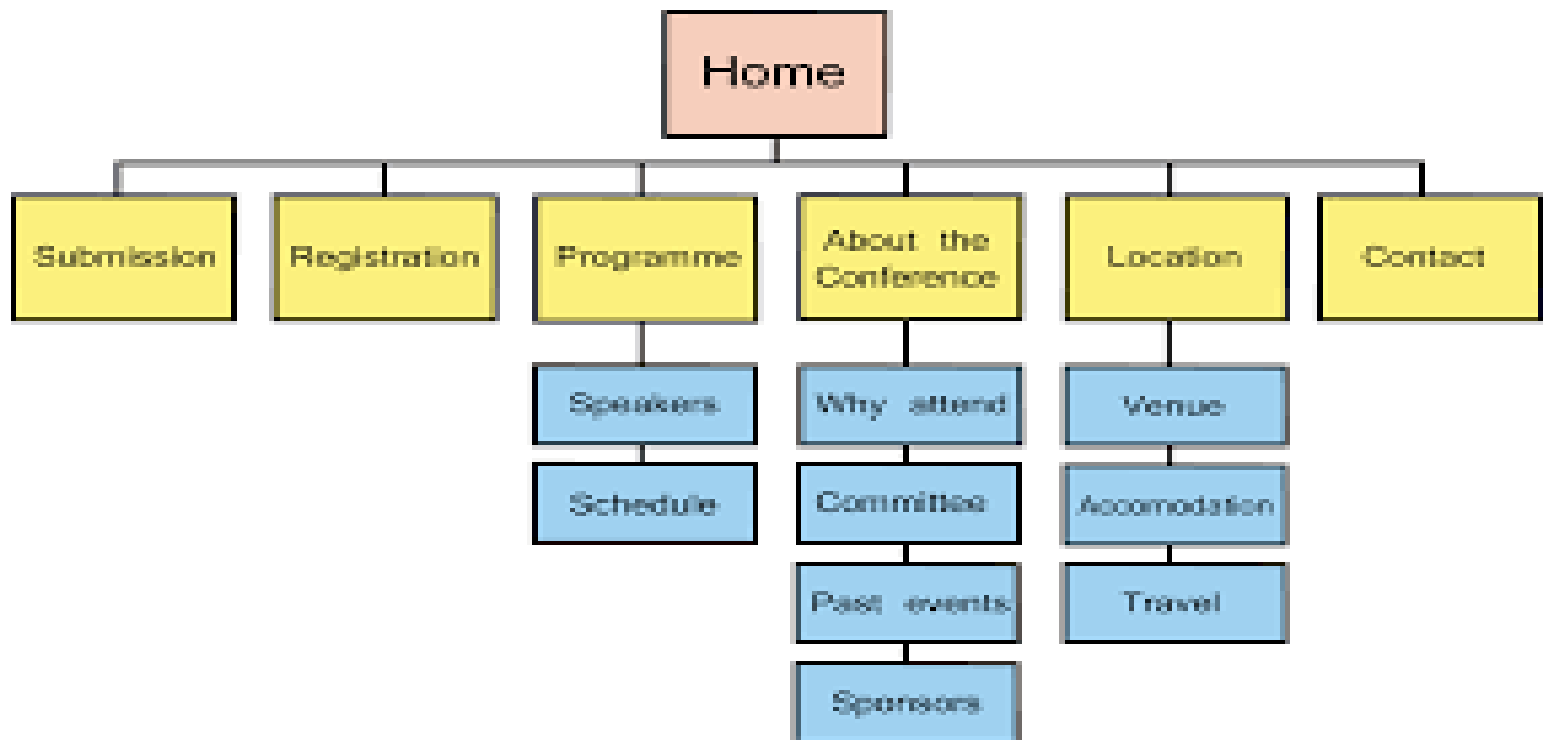 Home
Submission
Registration
Programme
About the
Conference
Location
Contact
Speakers
Why attend
Venue
Schedule
Committee
Accomodation
Past events
Travel
Sponsors